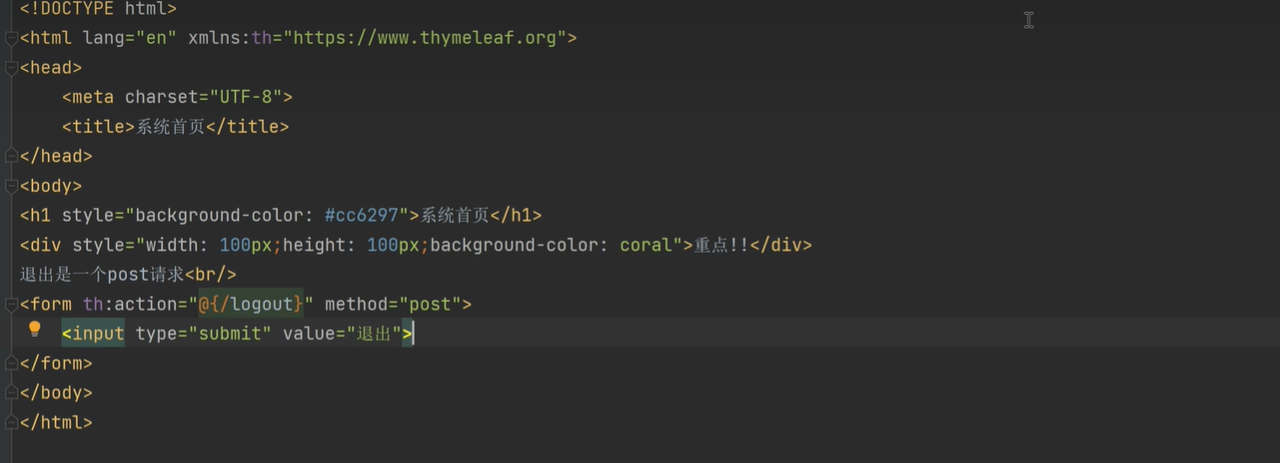 <!DOCTYPE html>
<html lang="en" xmlns:th="https://www.thymeleaf.org">
<head>
    <meta charset="UTF-8">
    <title>系统首页</title>
</head>
<body>
<h1 style="background-color: #cc6297">系统首页</h1>
<div style="width: 100px;height: 100px;background-color: coral">重点!!</div>
退出是一个post请求<br/>
<form th:action="@{/logout}" method="post">
    <input type="submit" value="退出">
</form>
</body>
</html>